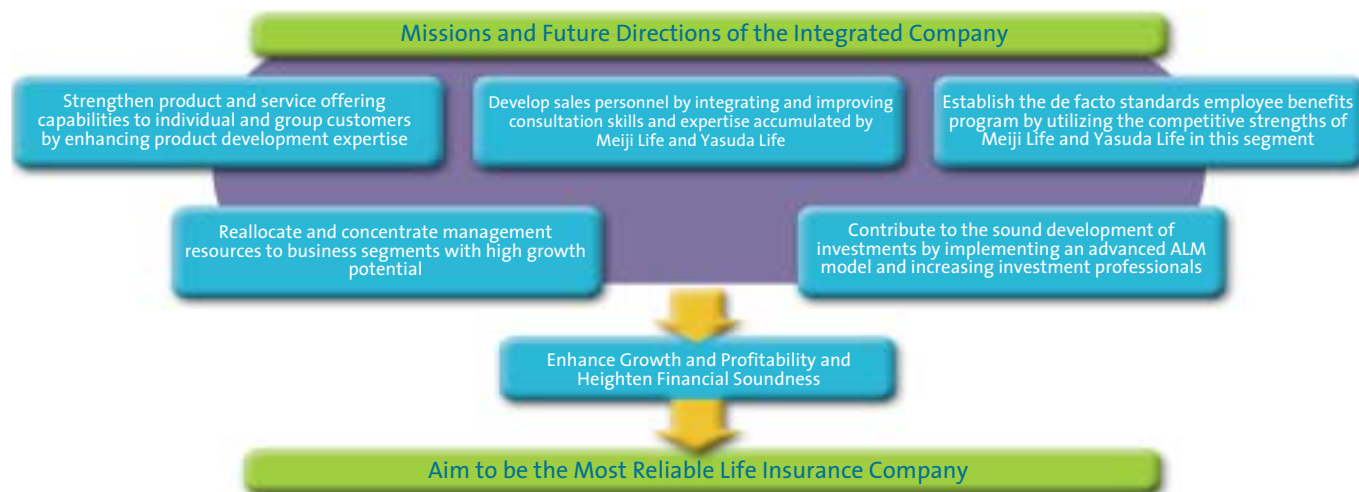 Missions and Future Directions of the Integrated Company
Strengthen product and service offering
capabilities to individual and group customers
by enhancing product development expertise
Develop sales personnel by integrating and improving
consultation skills and expertise accumulated by
Meiji Life and Yasuda Life
Establish the de facto standards employee benefits
program by utilizing the competitive strengths of
Meiji Life and Yasuda Life in this segment
Reallocate and concentrate management
resources to business segments with high growth
potential
Contribute to the sound development of
investments by implementing an advanced ALM
model and increasing investment professionals
Enhance Growth and Profitability and
Heighten Financial Soundness
Aim to be the Most Reliable Life Insurance Company